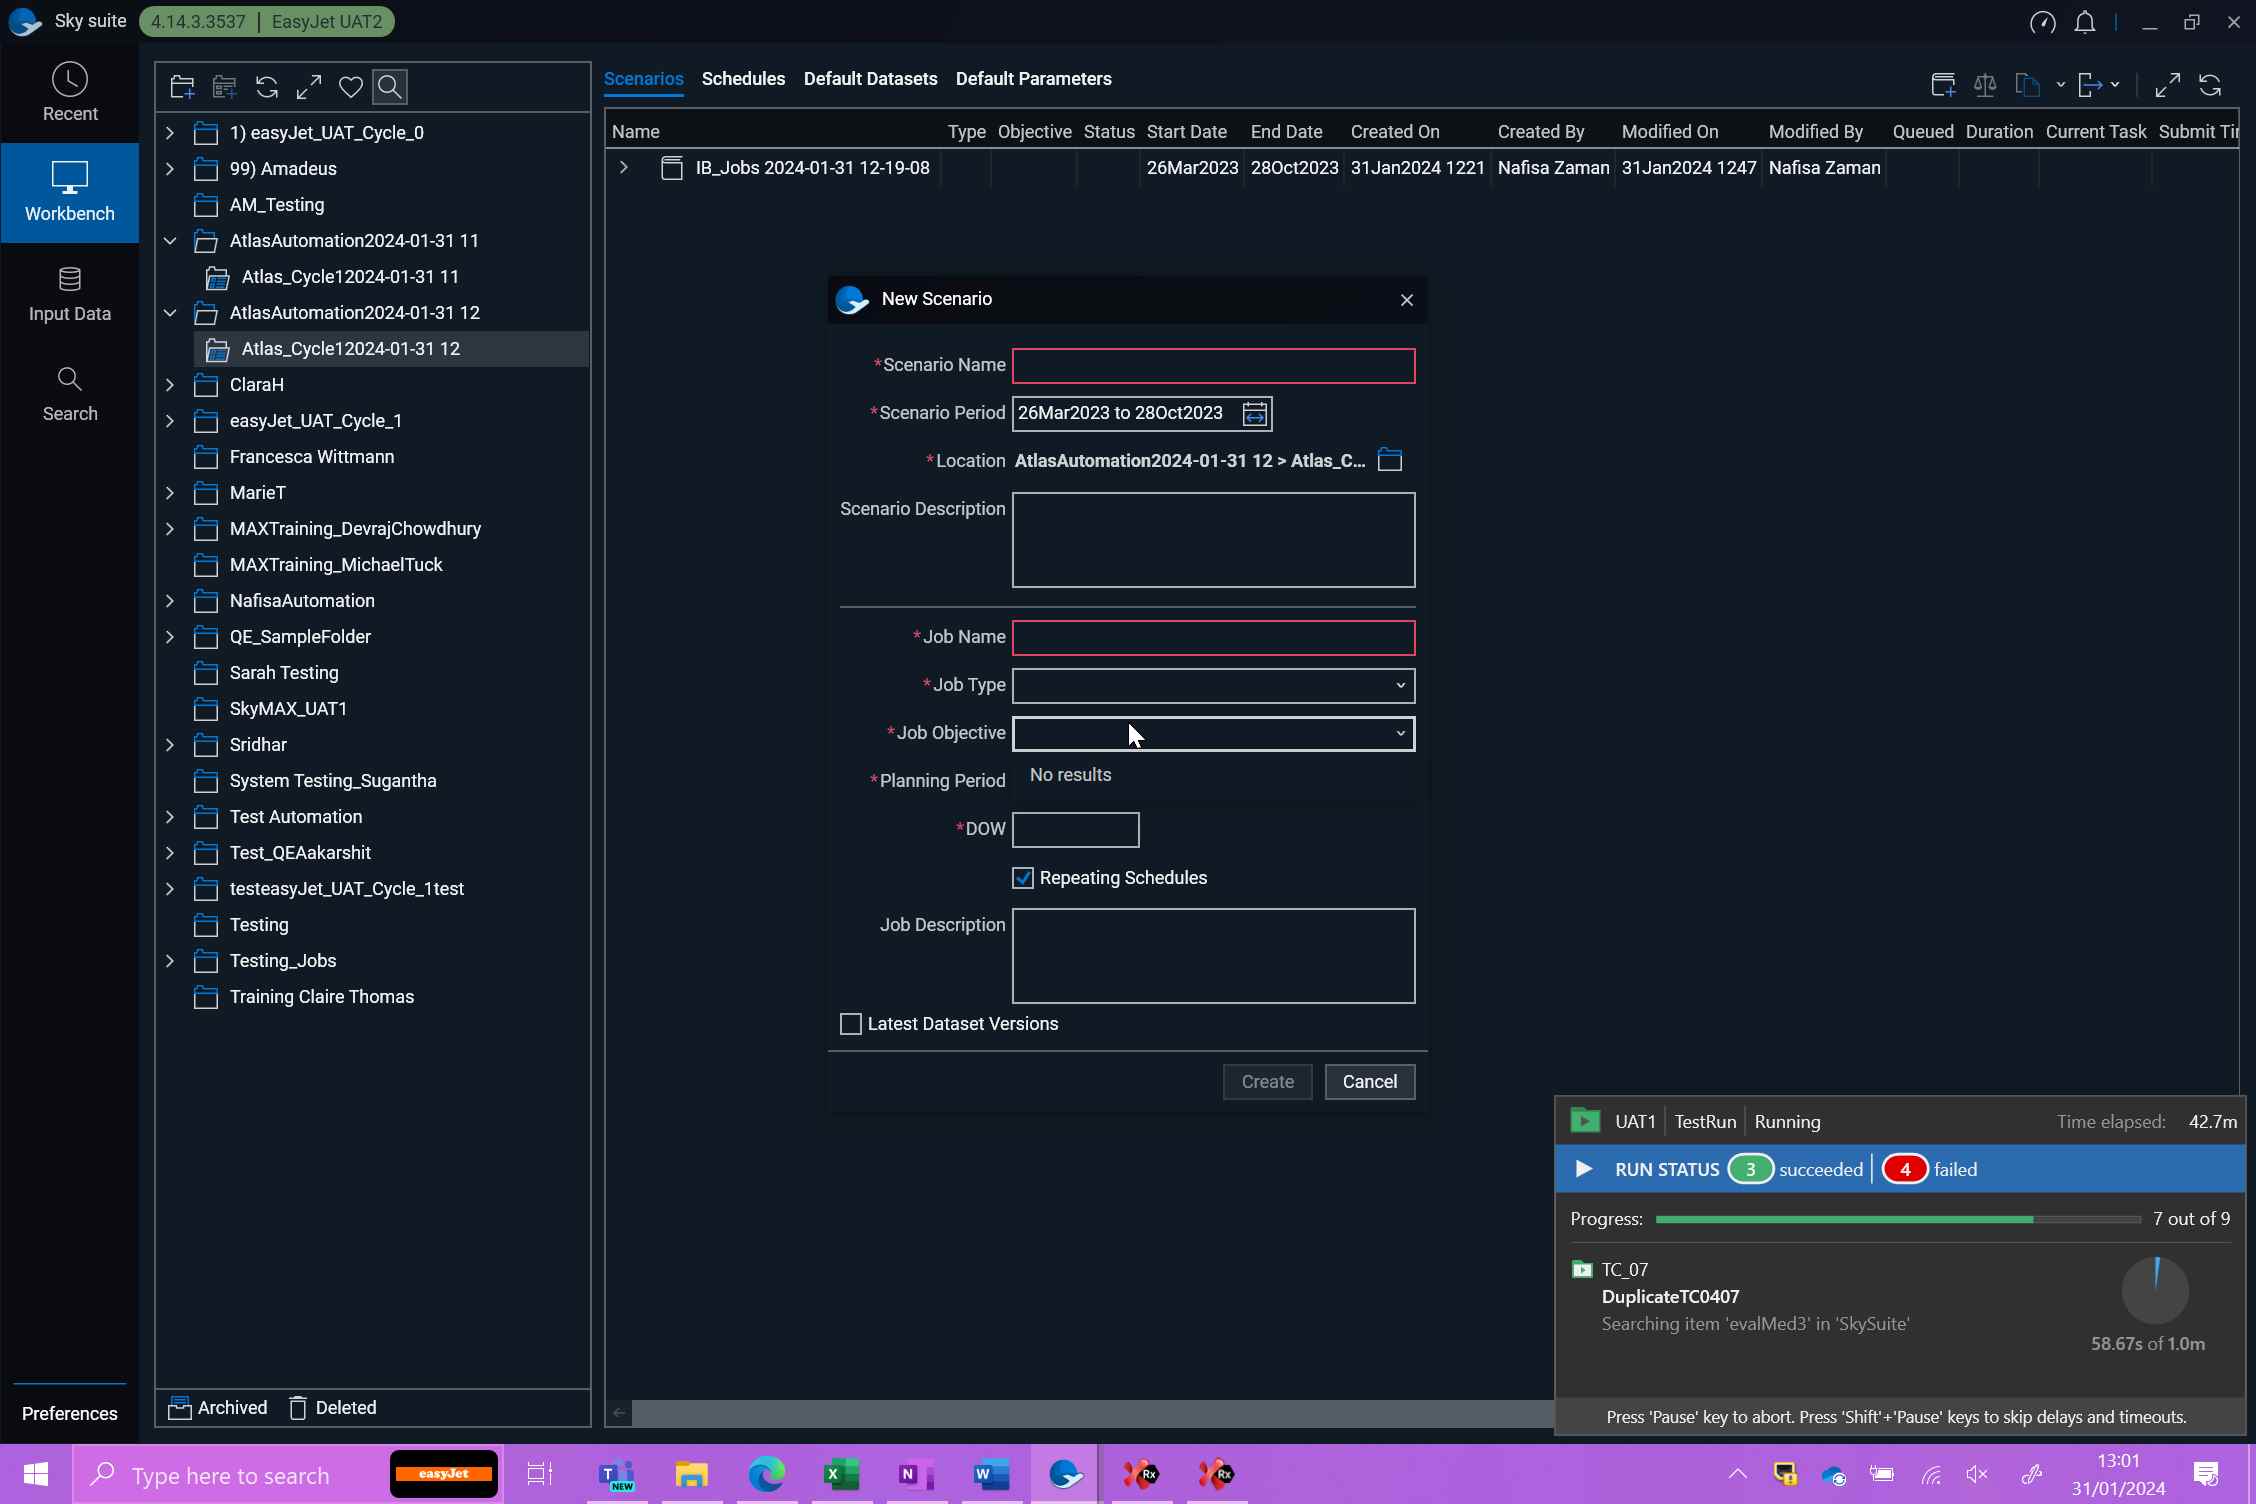 Sky suite 4.14.3.3537 | EasyJet UAT2
Recent
Workbench
Input Data
Search
Preferences
1) easyJet_UAT_Cycle_0
99) Amadeus
AM_Testing
AtlasAutomation2024-01-31 11
Atlas_Cycle12024-01-31 11
AtlasAutomation2024-01-31 12
Atlas_Cycle12024-01-31 12
ClaraH
easyJet_UAT_Cycle_1
Francesca Wittmann
MarieT
MAXTraining_DevrajChowdhury
MAXTraining_MichaelTuck
NafisaAutomation
QE_SampleFolder
Sarah Testing
SkyMAX_UAT1
Sridhar
System Testing_Sugantha
Test Automation
Test_QEAakarshit
testeasyJet_UAT_Cycle_1test
Testing
Testing_Jobs
Training Claire Thomas
Archived Deleted
Scenarios Schedules Default Datasets Default Parameters
Name Type Objective Status Start Date End Date Created On Created By Modified On Modified By Queued Duration Current Task Submit Tir
IB_Jobs 2024-01-31 12-19-08 26Mar2023 28Oct2023 31Jan2024 1221 Nafisa Zaman 31Jan2024 1247 Nafisa Zaman
New Scenario
*Scenario Name
*Scenario Period 26Mar2023 to 28Oct2023
*Location AtlasAutomation2024-01-31 12 > Atlas_C...
Scenario Description
*Job Name
*Job Type
*Job Objective
*Planning Period No results
*DOW
Repeating Schedules
Job Description
Latest Dataset Versions
Create Cancel
UAT1 | TestRun | Running Time elapsed: 42.7m
RUN STATUS 3 succeeded | 4 failed
Progress: 7 out of 9
TC_07
DuplicateTC0407
Searching item 'evalMed3' in 'SkySuite'
58.67s of 1.0m
Press 'Pause' key to abort. Press 'Shift'+'Pause' keys to skip delays and timeouts.
Type here to search easyJet T NEW X N W Rx Rx 13:01
31/01/2024